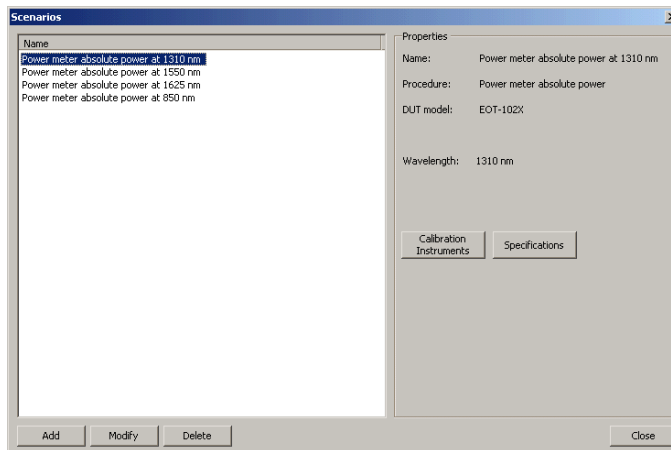 Scenarios
Name
Power meter absolute power at 1310 nm
Power meter absolute power at 1550 nm
Power meter absolute power at 1625 nm
Power meter absolute power at 850 nm
Properties
Name: Power meter absolute power at 1310 nm
Procedure: Power meter absolute power
DUT model: EOT-102X
Wavelength: 1310 nm
Calibration
Instruments
Specifications
Add Modify Delete Close